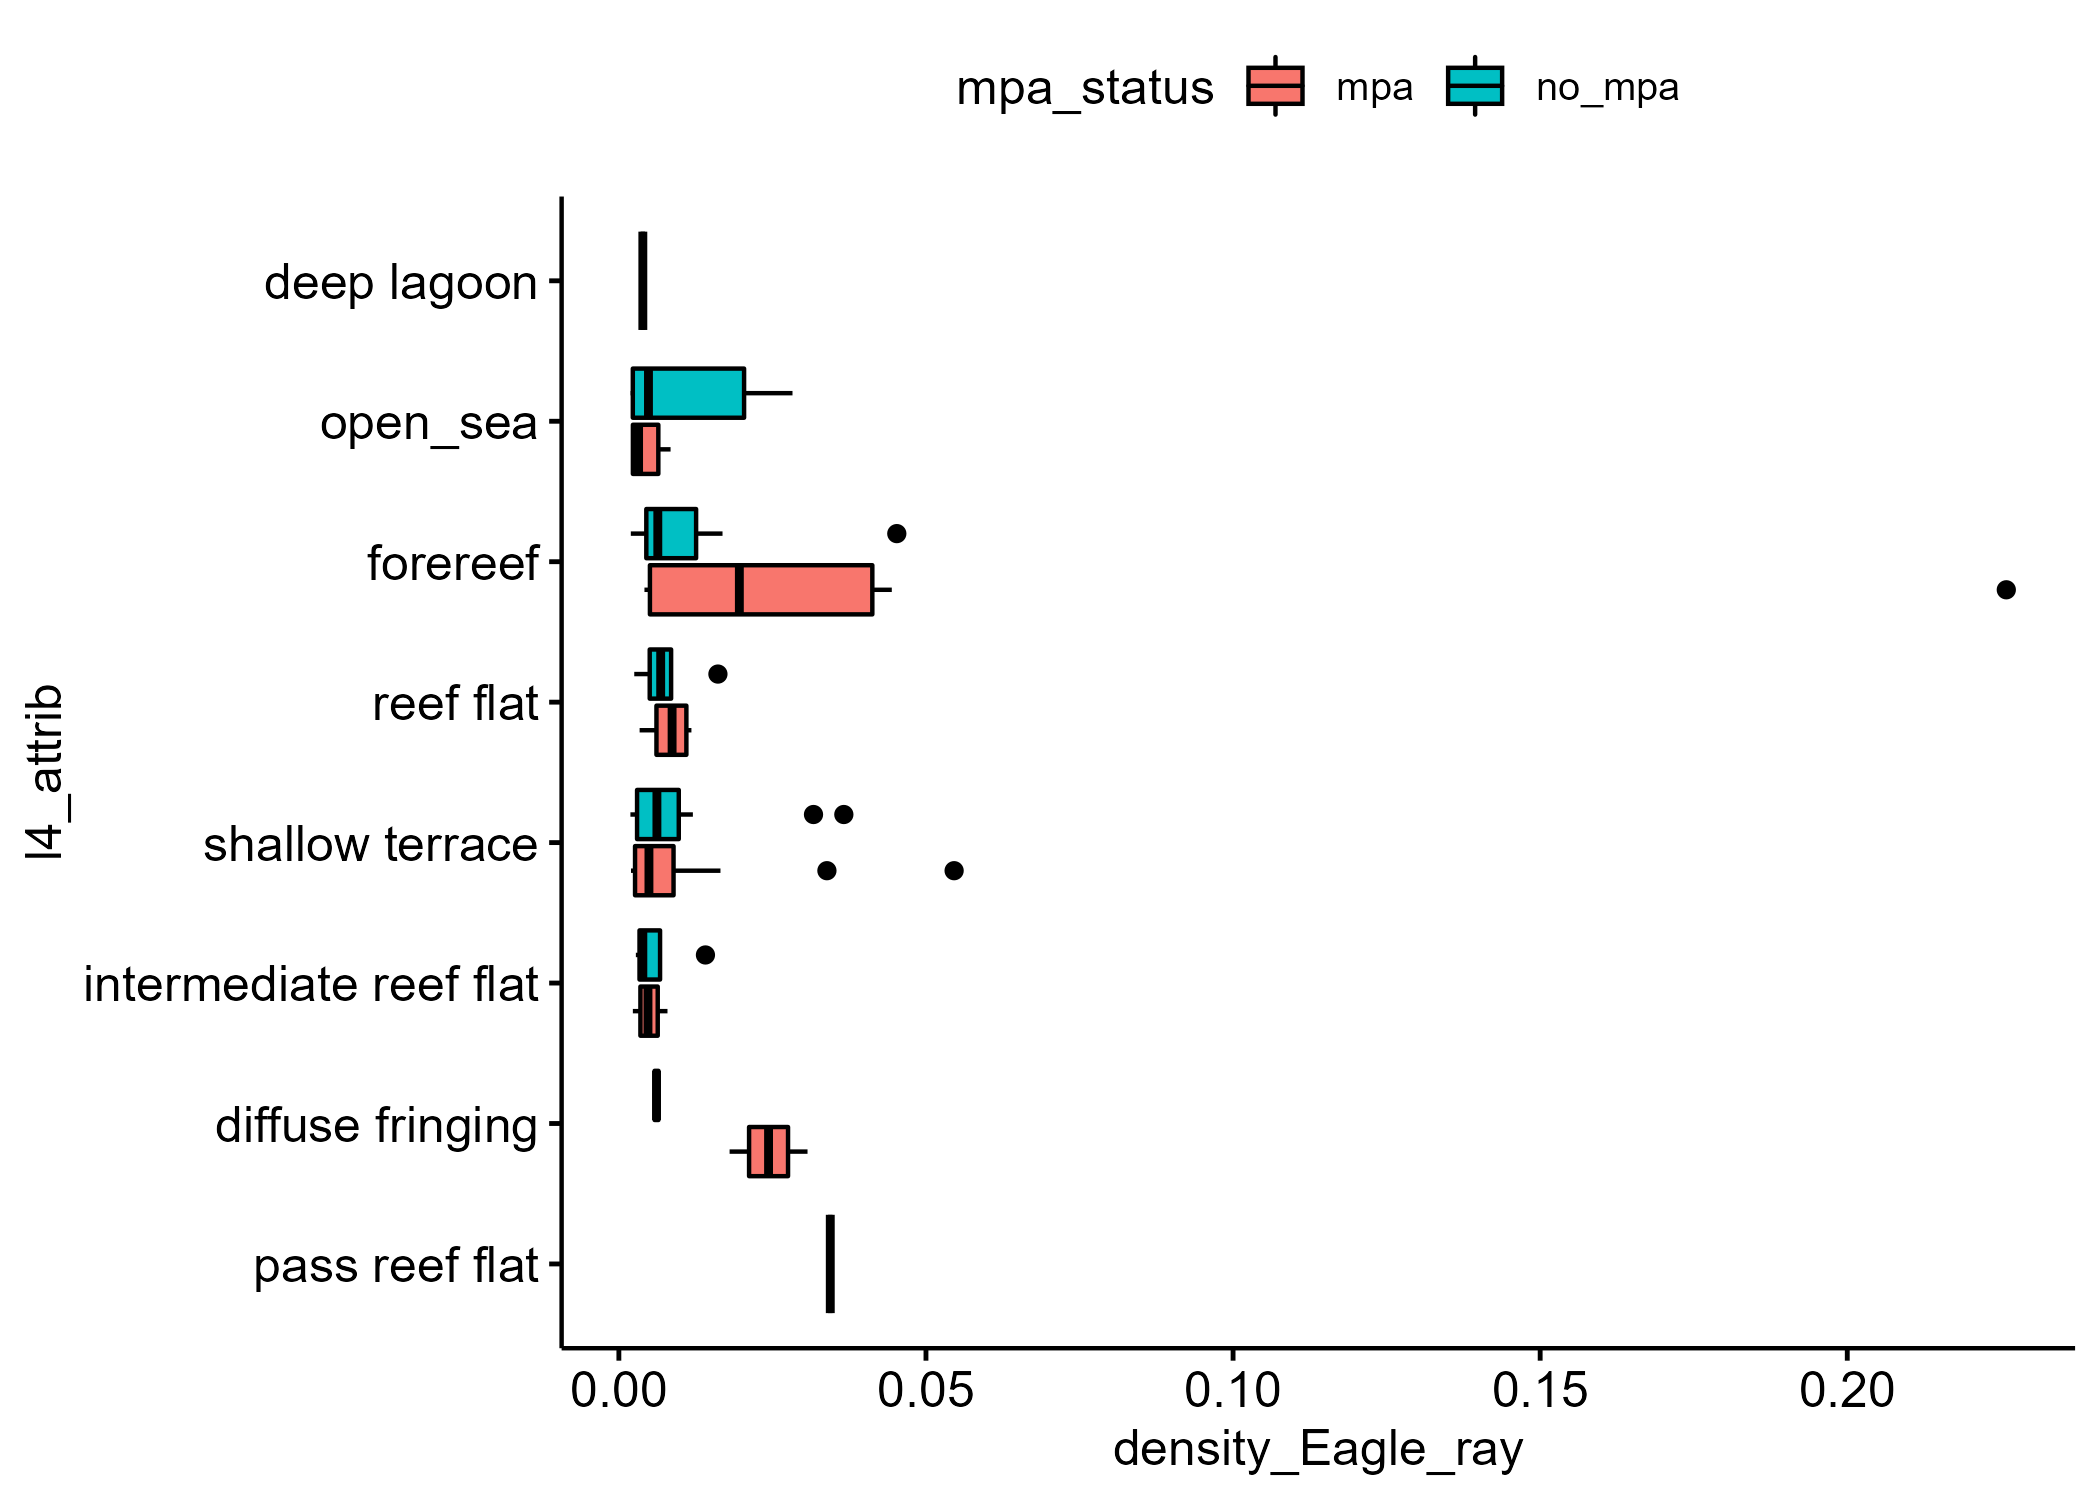 mpa_status mpa no_mpa
deep lagoon
open_sea
forereef
reef flat
shallow terrace
intermediate reef flat
diffuse fringing
pass reef flat
l4_attrib
0.00 0.05 0.10 0.15 0.20
density_Eagle_ray